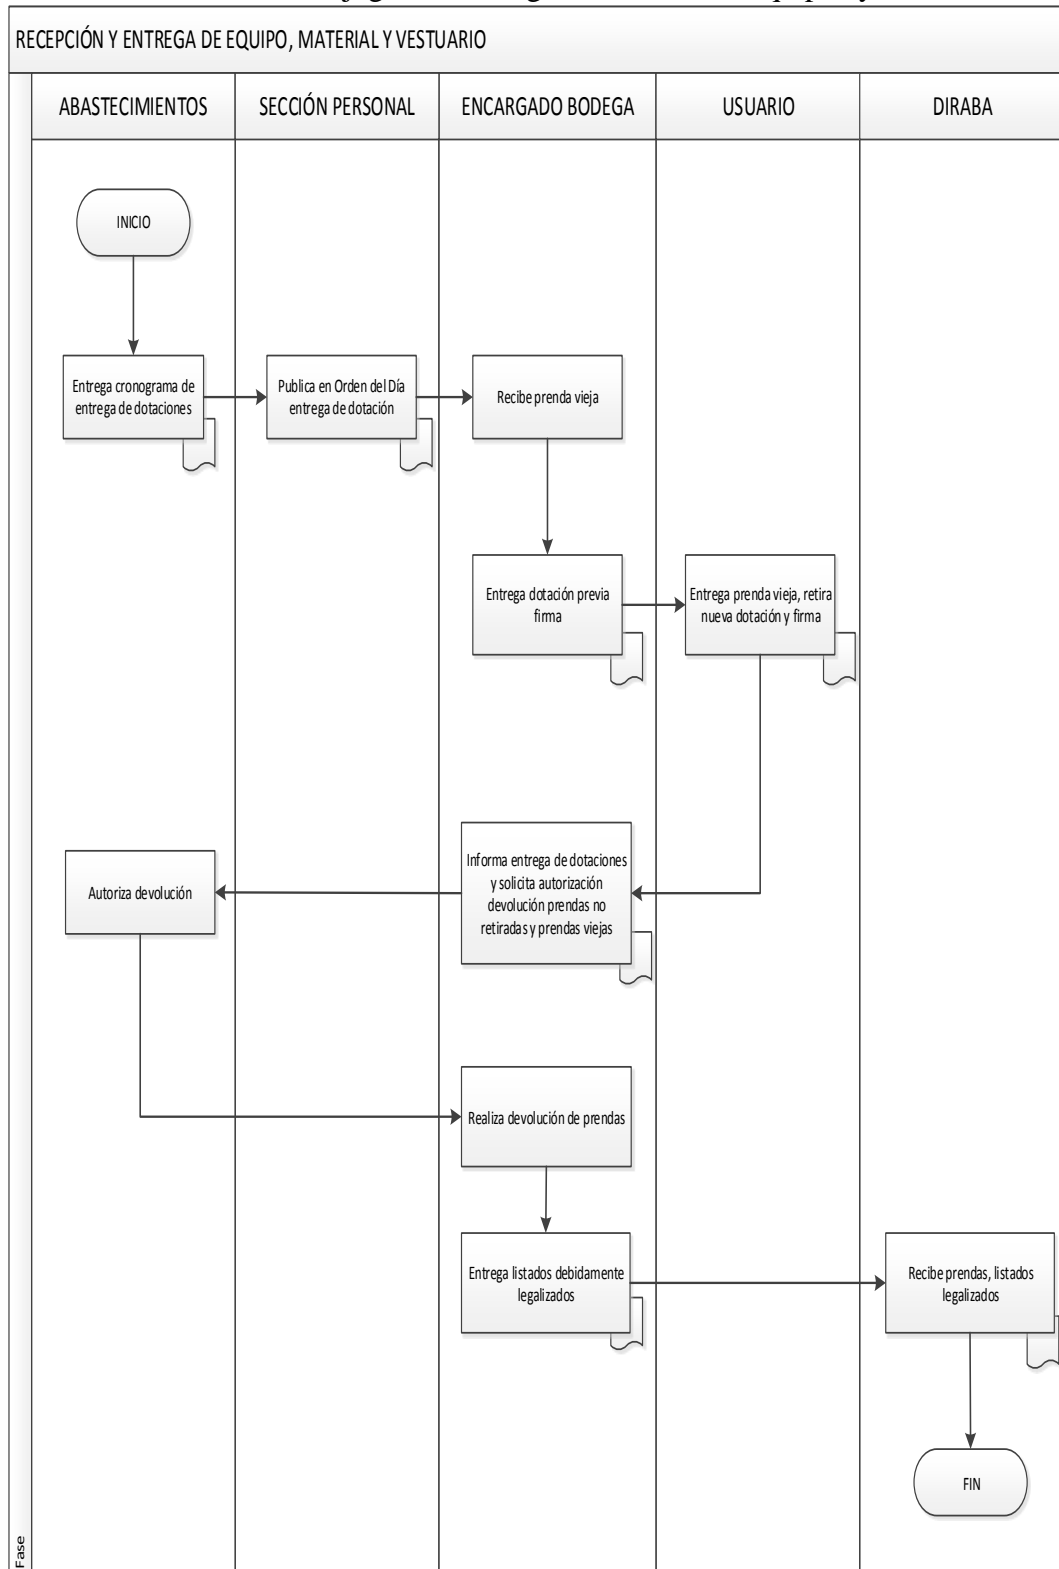 RECEPCIÓN Y ENTREGA DE EQUIPO, MATERIAL Y VESTUARIO
ABASTECIMIENTOS
SECCIÓN PERSONAL
ENCARGADO BODEGA
USUARIO
DIRABA
INICIO
Entrega cronograma de
entrega de dotaciones
Publica en Orden del Día
entrega de dotación
Recibe prenda vieja
Entrega dotación previa
firma
Entrega prenda vieja, retira
nueva dotación y firma
Informa entrega de dotaciones
y solicita autorización
devolución prendas no
retiradas y prendas viejas
Autoriza devolución
Realiza devolución de prendas
Entrega listados debidamente
legalizados
Recibe prendas, listados
legalizados
FIN
Fase